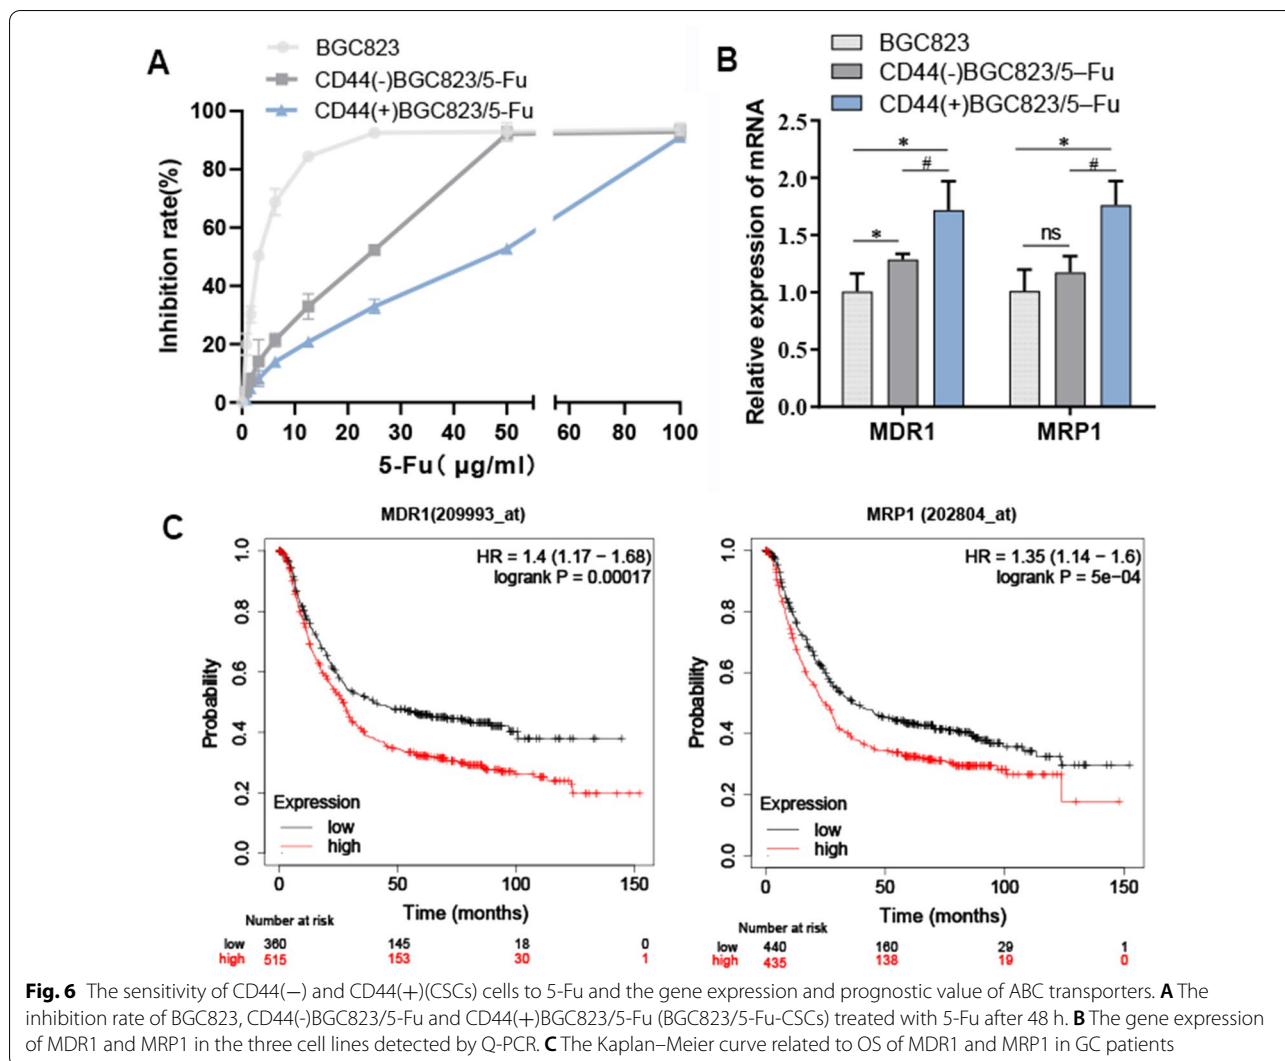 A
BGC823
CD44(-)BGC823/5-Fu
CD44(+)BGC823/5-Fu
Inhibition rate(%)
100
80
60
40
20
0
0 10 20 30 40 50 60 80 100
5-Fu( μg/ml)
B
BGC823
CD44(-)BGC823/5–Fu
CD44(+)BGC823/5–Fu
Relative expression of mRNA
2.5
2.0
1.5
1.0
0.5
0.0
* # *
* # ns
MDR1 MRP1
C
MDR1(209993_at)
HR = 1.4 (1.17 − 1.68)
logrank P = 0.00017
Probability
1.0
0.8
0.6
0.4
0.2
0.0
Expression
low
high
0 50 100 150
Time (months)
Number at risk
low 360 145 18 0
high 515 153 30 1
MRP1 (202804_at)
HR = 1.35 (1.14 − 1.6)
logrank P = 5e−04
Probability
1.0
0.8
0.6
0.4
0.2
0.0
Expression
low
high
0 50 100 150
Time (months)
Number at risk
low 440 160 29 1
high 435 138 19 0
Fig. 6 The sensitivity of CD44(−) and CD44(+)(CSCs) cells to 5-Fu and the gene expression and prognostic value of ABC transporters. A The
inhibition rate of BGC823, CD44(-)BGC823/5-Fu and CD44(+)BGC823/5-Fu (BGC823/5-Fu-CSCs) treated with 5-Fu after 48 h. B The gene expression
of MDR1 and MRP1 in the three cell lines detected by Q-PCR. C The Kaplan–Meier curve related to OS of MDR1 and MRP1 in GC patients